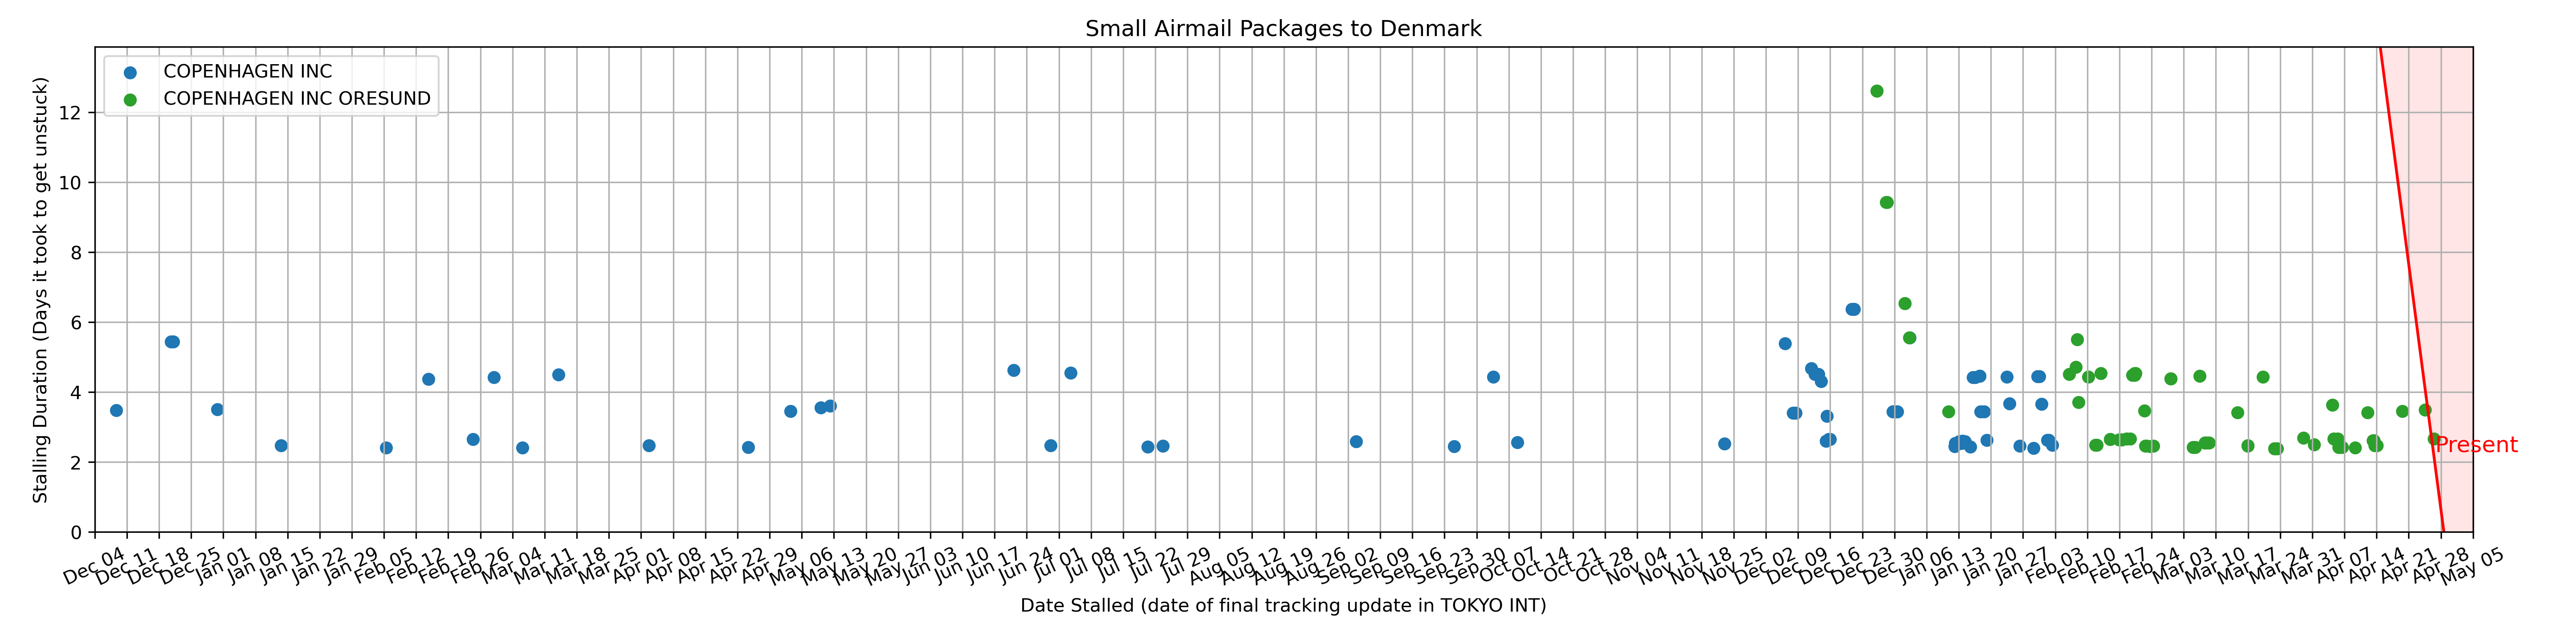 Small Airmail Packages to Denmark
COPENHAGEN INC
COPENHAGEN INC ORESUND
Stalling Duration (Days it took to get unstuck)
12
10
8
6
4
2
0
Present
Dec 04
Dec 11
Dec 18
Dec 25
Jan 01
Jan 08
Jan 15
Jan 22
Jan 29
Feb 05
Feb 12
Feb 19
Feb 26
Mar 04
Mar 11
Mar 18
Mar 25
Apr 01
Apr 08
Apr 15
Apr 22
Apr 29
May 06
May 13
May 20
May 27
Jun 03
Jun 10
Jun 17
Jun 24
Jul 01
Jul 08
Jul 15
Jul 22
Jul 29
Aug 05
Aug 12
Aug 19
Aug 26
Sep 02
Sep 09
Sep 16
Sep 23
Sep 30
Oct 07
Oct 14
Oct 21
Oct 28
Nov 04
Nov 11
Nov 18
Nov 25
Dec 02
Dec 09
Dec 16
Dec 23
Dec 30
Jan 06
Jan 13
Jan 20
Jan 27
Feb 03
Feb 10
Feb 17
Feb 24
Mar 03
Mar 10
Mar 17
Mar 24
Mar 31
Apr 07
Apr 14
Apr 21
Apr 28
May 05
Date Stalled (date of final tracking update in TOKYO INT)